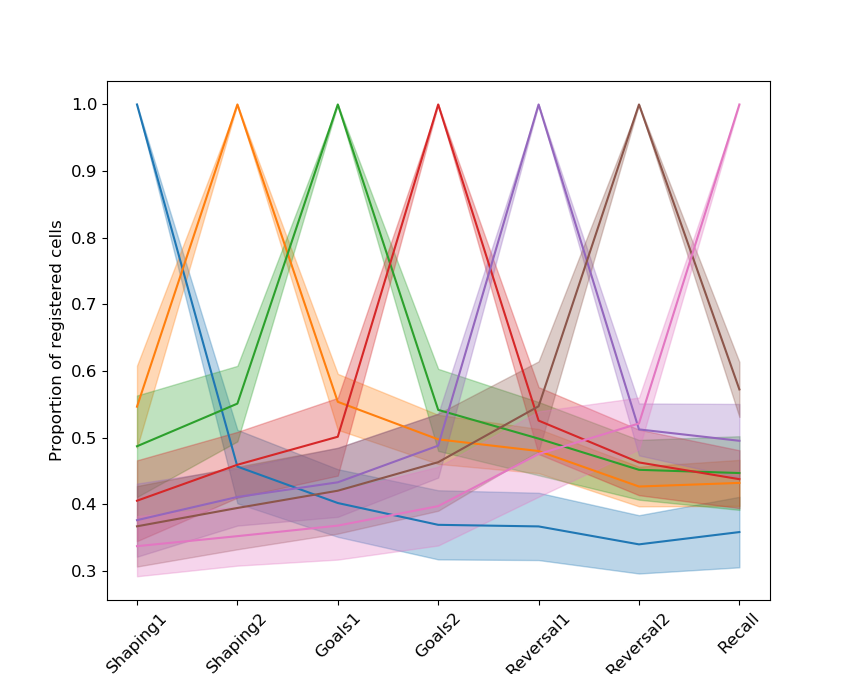 Proportion of registered cells
1.0
0.9
0.8
0.7
0.6
0.5
0.4
0.3
Shaping1
Shaping2
Goals1
Goals2
Reversal1
Reversal2
Recall